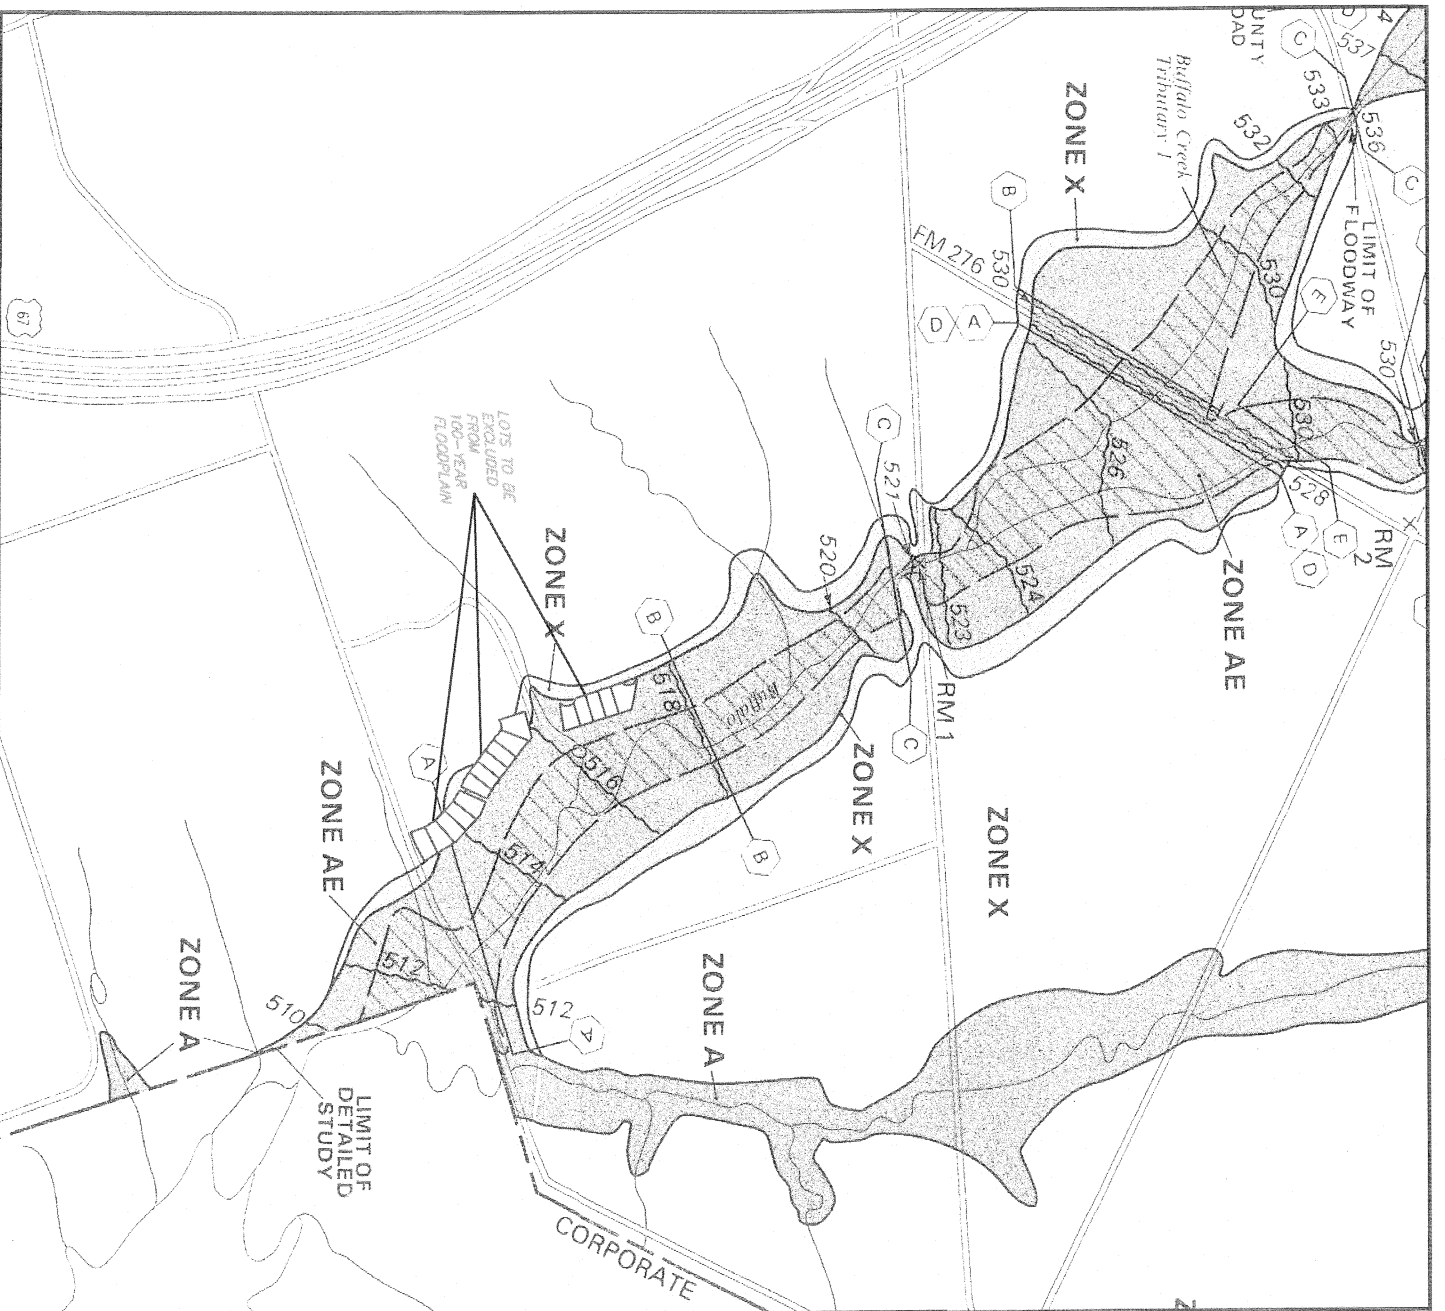 UNTY
OAD
C
D
4
537
533
536
C
532
Buffalo Creek
Tributary 1
ZONE X
LIMIT OF
FLOODWAY
B
530
FM 276
D
A
530
E
530
530
526
528
A
D
E
RM
2
ZONE AE
67
C
521
524
523
520
LOTS TO BE
EXCLUDED
FROM
100-YEAR
FLOODPLAIN
ZONE X
B
518
Buffalo
RM 1
C
ZONE X
ZONE X
A
516
B
514
ZONE AE
512
ZONE A
510
512
A
ZONE A
LIMIT OF
DETAILED
STUDY
CORPORATE